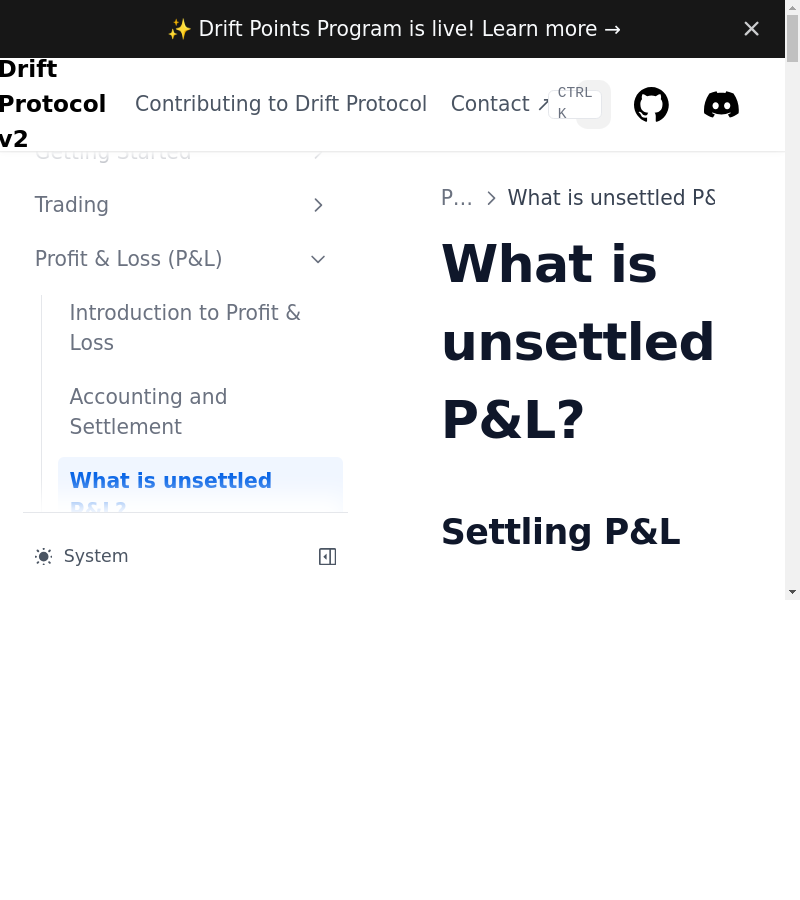 ✨ Drift Points Program is live! Learn more →
Drift
Protocol
v2
Contributing to Drift Protocol
Contact ↗
CTRL
K
Getting Started
Trading
Profit & Loss (P&L)
Introduction to Profit &
Loss
Accounting and
Settlement
What is unsettled
P&L?
System
P…
What is unsettled P&
What is
unsettled
P&L?
Settling P&L